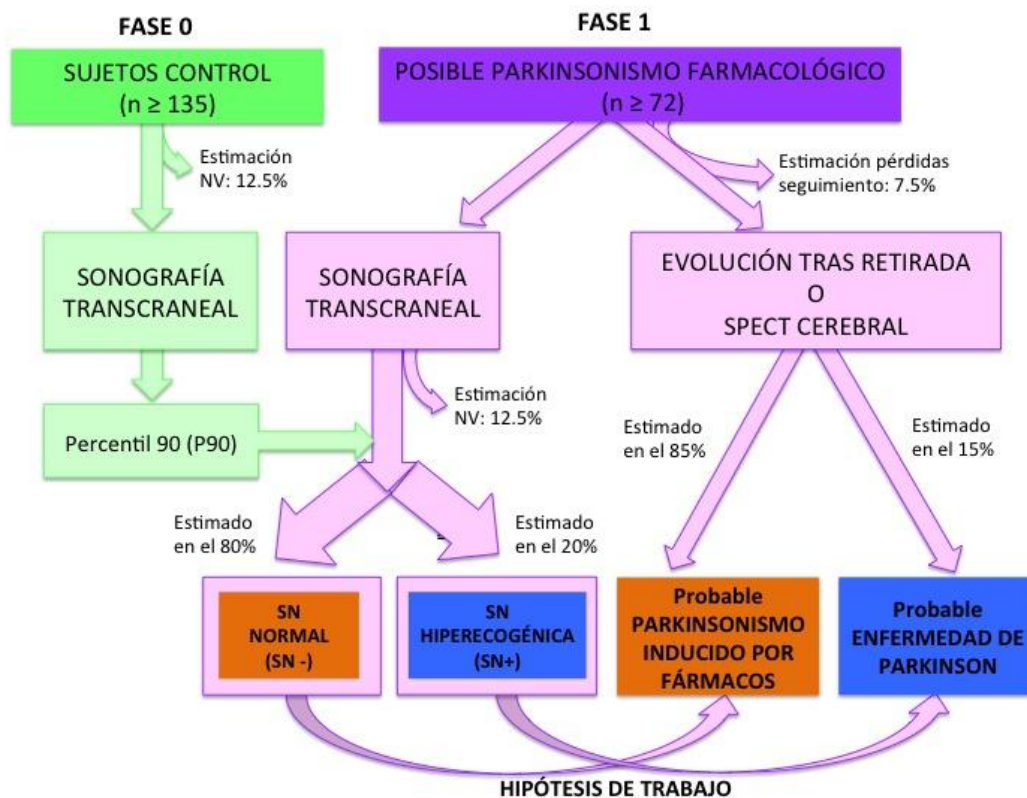 FASE 0
FASE 1
SUJETOS CONTROL
(n ≥ 135)
POSIBLE PARKINSONISMO FARMACOLÓGICO
(n ≥ 72)
Estimación
NV: 12.5%
Estimación pérdidas
seguimiento: 7.5%
SONOGRAFÍA
TRANSCRANEAL
SONOGRAFÍA
TRANSCRANEAL
EVOLUCIÓN TRAS RETIRADA
O
SPECT CEREBRAL
Percentil 90 (P90)
Estimación
NV: 12.5%
Estimado
en el 85%
Estimado
en el 15%
Estimado
en el 80%
Estimado
en el 20%
SN
NORMAL
(SN -)
SN
HIPERECOGÉNICA
(SN+)
Probable
PARKINSONISMO
INDUCIDO POR
FÁRMACOS
Probable
ENFERMEDAD DE
PARKINSON
HIPÓTESIS DE TRABAJO